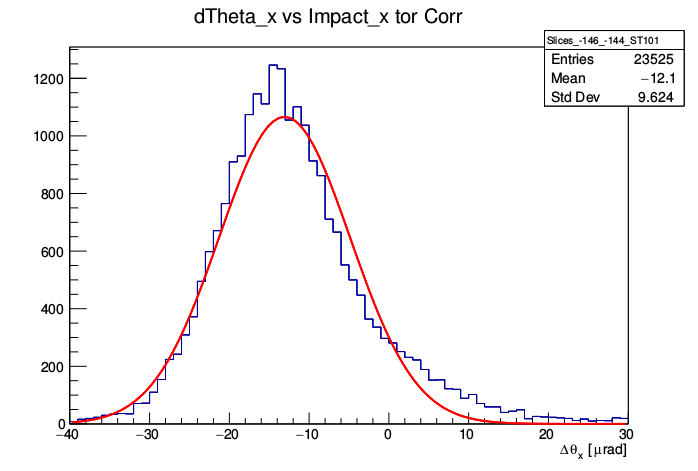 dTheta_x vs Impact_x tor Corr
Slices_-146_-144_ST101
Entries 23525
Mean −12.1
Std Dev 9.624
1200
1000
800
600
400
200
0
−40 −30 −20 −10 0 10 20 30
Δθx [μrad]